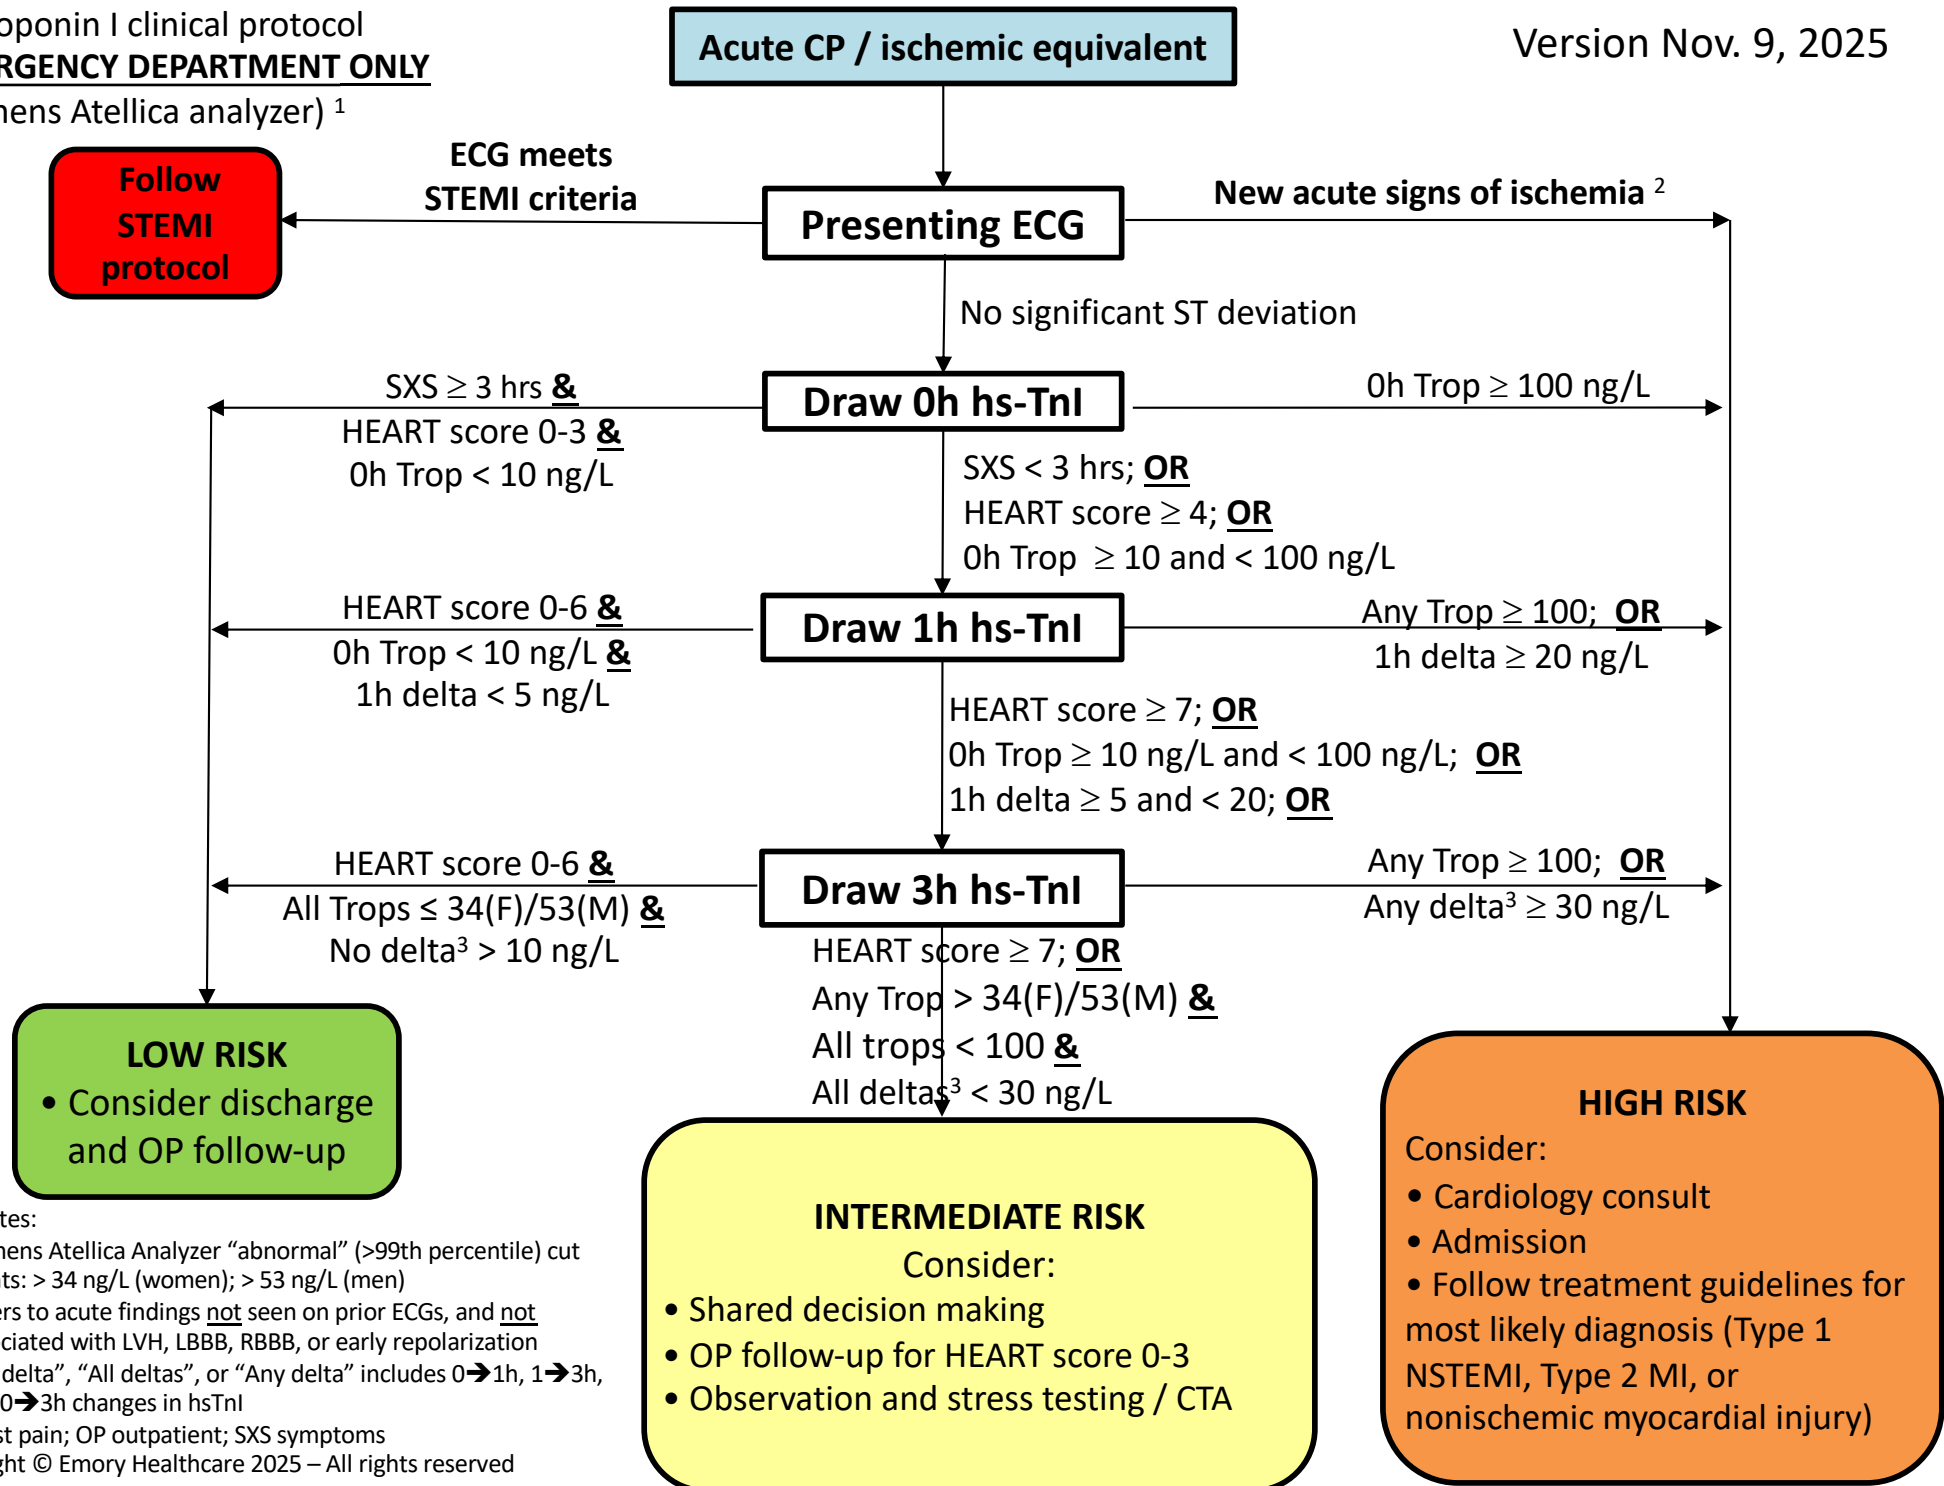 oponin I clinical protocol
RGENCY DEPARTMENT ONLY
nens Atellica analyzer) 1
Acute CP / ischemic equivalent
Version Nov. 9, 2025
Follow
STEMI
protocol
ECG meets
STEMI criteria
Presenting ECG
New acute signs of ischemia 2
No significant ST deviation
SXS ≥ 3 hrs &
HEART score 0-3 &
0h Trop < 10 ng/L
Draw 0h hs-TnI
0h Trop ≥ 100 ng/L
SXS < 3 hrs; OR
HEART score ≥ 4; OR
0h Trop ≥ 10 and < 100 ng/L
HEART score 0-6 &
0h Trop < 10 ng/L &
1h delta < 5 ng/L
Draw 1h hs-TnI
Any Trop ≥ 100; OR
1h delta ≥ 20 ng/L
HEART score ≥ 7; OR
0h Trop ≥ 10 ng/L and < 100 ng/L; OR
1h delta ≥ 5 and < 20; OR
HEART score 0-6 &
All Trops ≤ 34(F)/53(M) &
No delta3 > 10 ng/L
Draw 3h hs-TnI
Any Trop ≥ 100; OR
Any delta3 ≥ 30 ng/L
HEART score ≥ 7; OR
Any Trop > 34(F)/53(M) &
All trops < 100 &
All deltas3 < 30 ng/L
LOW RISK
• Consider discharge
and OP follow-up
INTERMEDIATE RISK
Consider:
• Shared decision making
• OP follow-up for HEART score 0-3
• Observation and stress testing / CTA
HIGH RISK
Consider:
• Cardiology consult
• Admission
• Follow treatment guidelines for
most likely diagnosis (Type 1
NSTEMI, Type 2 MI, or
nonischemic myocardial injury)
tes:
nens Atellica Analyzer “abnormal” (>99th percentile) cut
ts: > 34 ng/L (women); > 53 ng/L (men)
ers to acute findings not seen on prior ECGs, and not
ociated with LVH, LBBB, RBBB, or early repolarization
delta”, “All deltas”, or “Any delta” includes 0➔1h, 1➔3h,
0➔3h changes in hsTnI
st pain; OP outpatient; SXS symptoms
ght © Emory Healthcare 2025 – All rights reserved